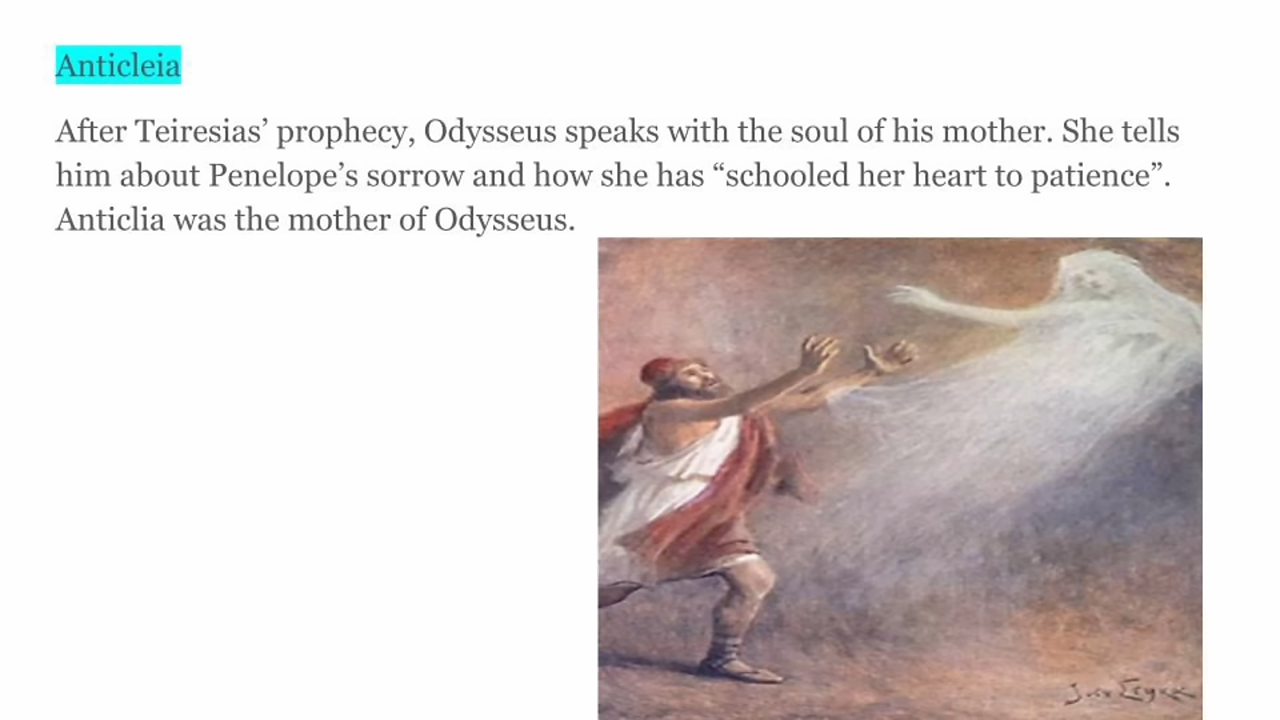 Anticleia
After Teiresias’ prophecy, Odysseus speaks with the soul of his mother. She tells
him about Penelope’s sorrow and how she has “schooled her heart to patience”.
Anticlia was the mother of Odysseus.